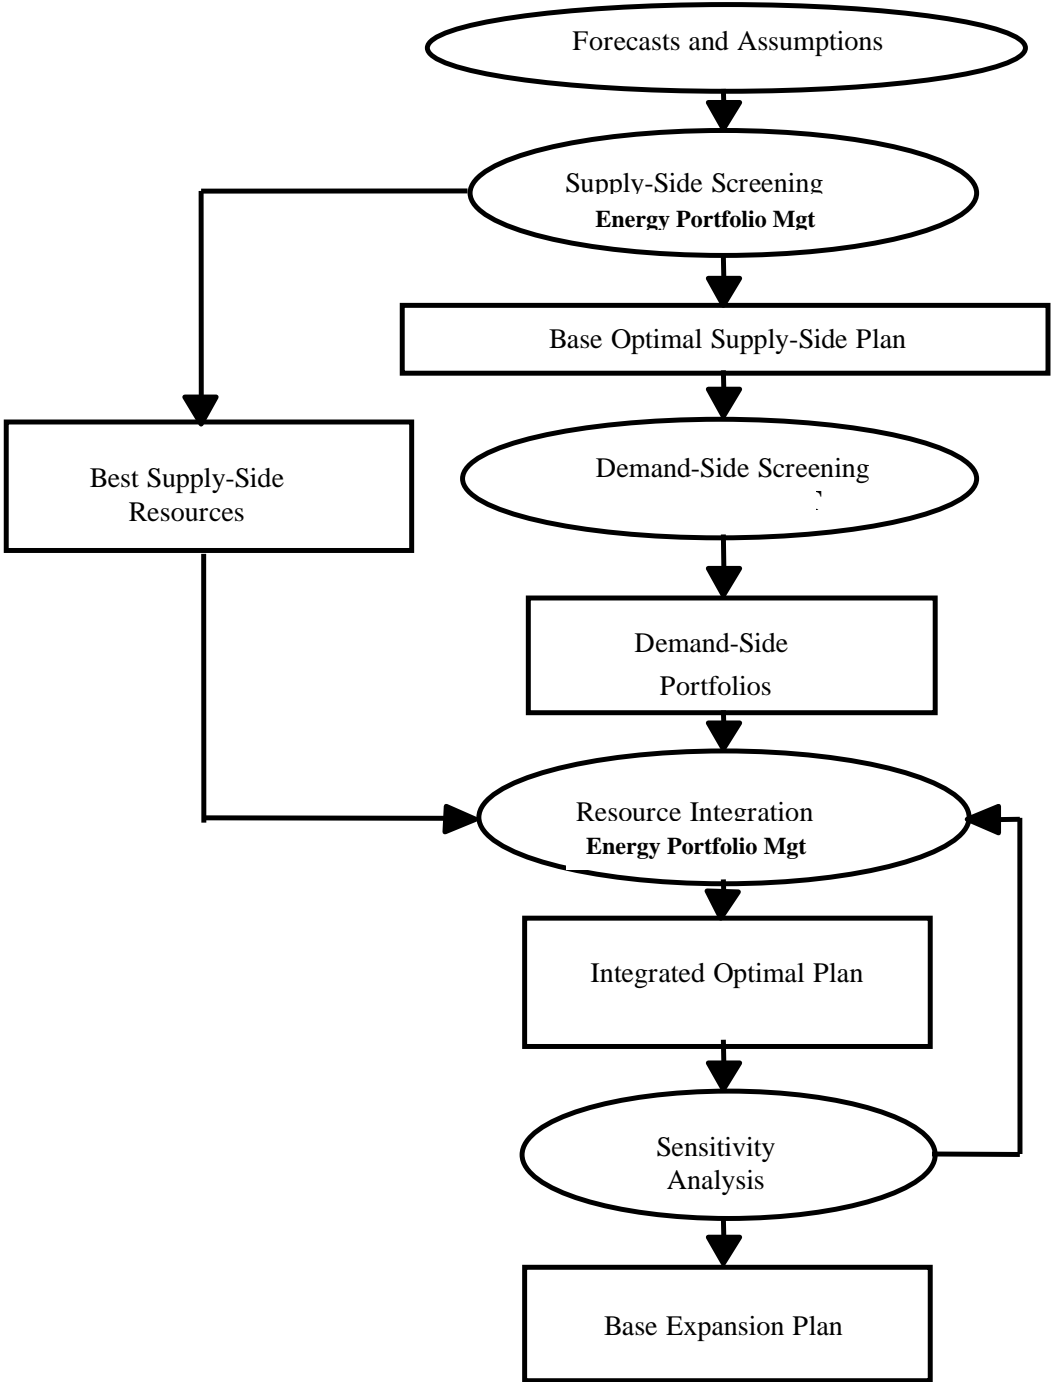 Forecasts and Assumptions
Supply-Side Screening
Energy Portfolio Mgt
Base Optimal Supply-Side Plan
Best Supply-Side
Resources
Demand-Side Screening
Demand-Side
Portfolios
Resource Integration
Energy Portfolio Mgt
Integrated Optimal Plan
Sensitivity
Analysis
Base Expansion Plan